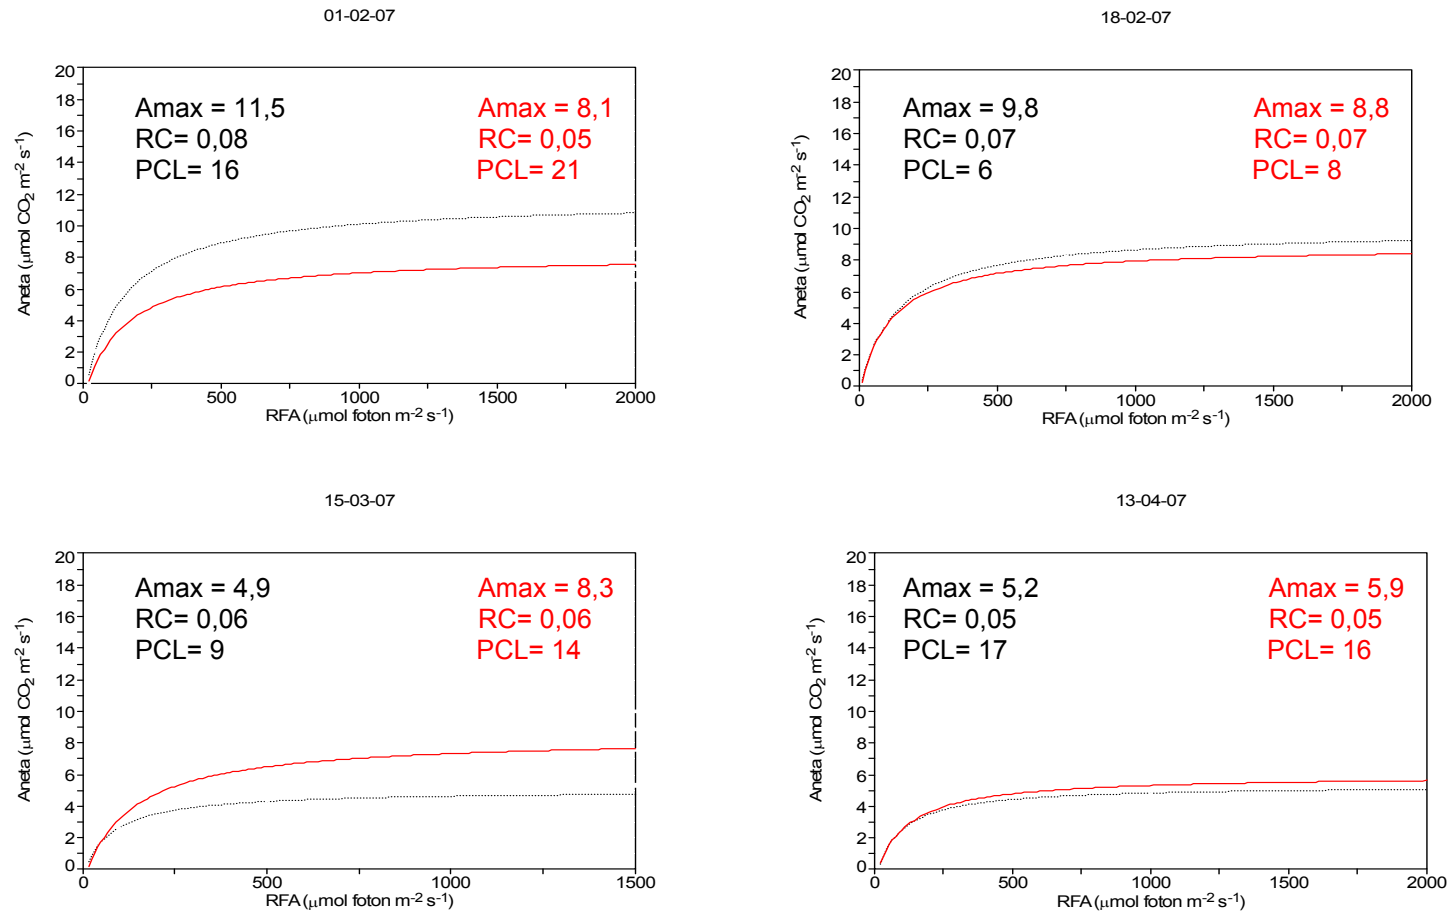 01-02-07
Aneta (μmol CO2 m-2 s-1)
20
18
16
14
12
10
8
6
4
2
0
Amax = 11,5
RC= 0,08
PCL= 16
Amax = 8,1
RC= 0,05
PCL= 21
0 500 1000 1500 2000
RFA (μmol foton m-2 s-1)
18-02-07
Aneta (μmol CO2 m-2 s-1)
20
18
16
14
12
10
8
6
4
2
0
Amax = 9,8
RC= 0,07
PCL= 6
Amax = 8,8
RC= 0,07
PCL= 8
0 500 1000 1500 2000
RFA (μmol foton m-2 s-1)
15-03-07
Aneta (μmol CO2 m-2 s-1)
20
18
16
14
12
10
8
6
4
2
0
Amax = 4,9
RC= 0,06
PCL= 9
Amax = 8,3
RC= 0,06
PCL= 14
0 500 1000 1500
RFA (μmol foton m-2 s-1)
13-04-07
Aneta (μmol CO2 m-2 s-1)
20
18
16
14
12
10
8
6
4
2
0
Amax = 5,2
RC= 0,05
PCL= 17
Amax = 5,9
RC= 0,05
PCL= 16
0 500 1000 1500 2000
RFA (μmol foton m-2 s-1)